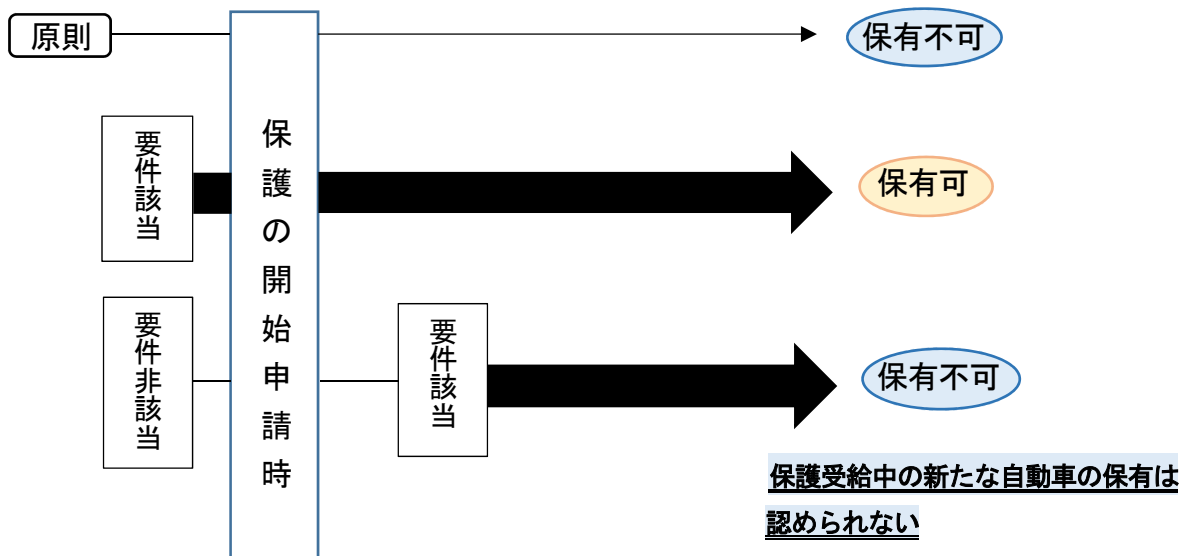 原則
保有不可
保護の開始申請時
要件該当
保有可
要件非該当
要件該当
保有不可
保護受給中の新たな自動車の保有は
認められない